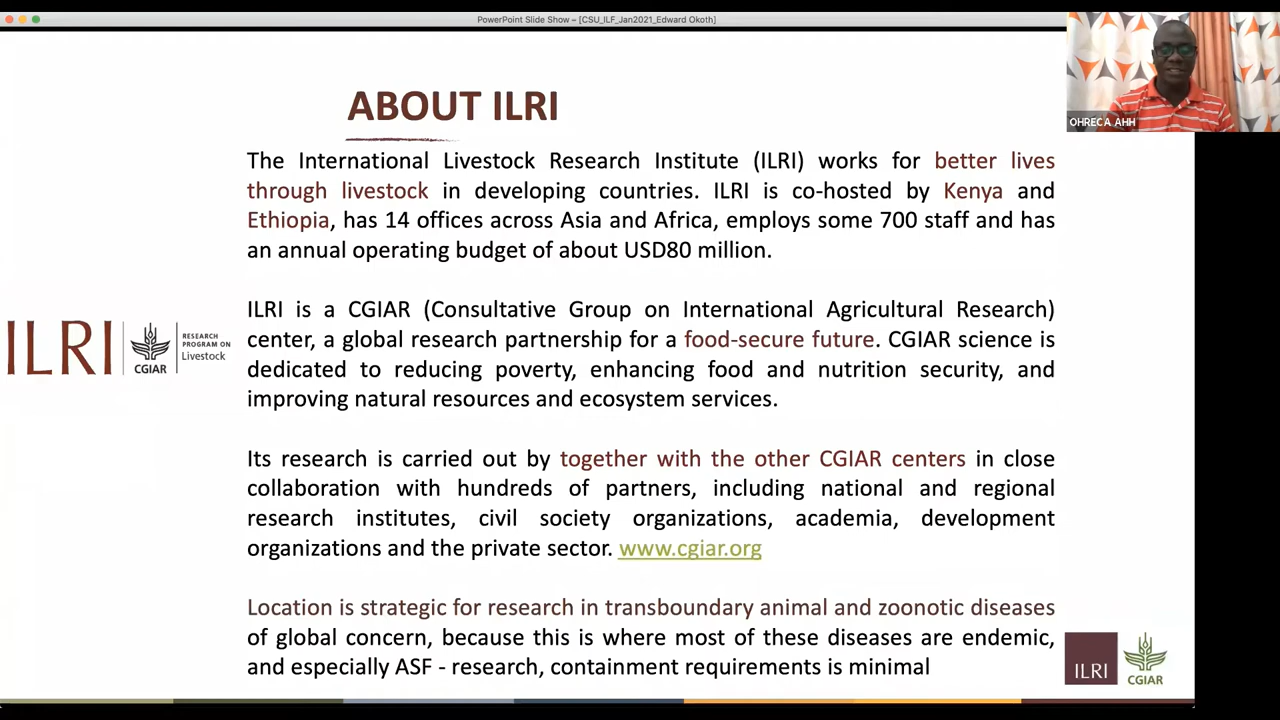 PowerPoint Slide Show – [CSU_ILF_Jan2021_Edward Okoth]
OHRECA AHH
ABOUT ILRI
The International Livestock Research Institute (ILRI) works for better lives
through livestock in developing countries. ILRI is co-hosted by Kenya and
Ethiopia, has 14 offices across Asia and Africa, employs some 700 staff and has
an annual operating budget of about USD80 million.
ILRI is a CGIAR (Consultative Group on International Agricultural Research)
center, a global research partnership for a food-secure future. CGIAR science is
dedicated to reducing poverty, enhancing food and nutrition security, and
improving natural resources and ecosystem services.
ILRI
CGIAR
RESEARCH
PROGRAM ON
Livestock
Its research is carried out by together with the other CGIAR centers in close
collaboration with hundreds of partners, including national and regional
research institutes, civil society organizations, academia, development
organizations and the private sector. www.cgiar.org
Location is strategic for research in transboundary animal and zoonotic diseases
of global concern, because this is where most of these diseases are endemic,
and especially ASF - research, containment requirements is minimal
ILRI
CGIAR